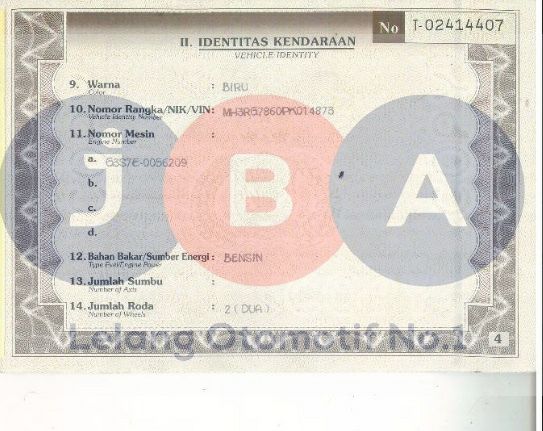 No I-02414407
II. IDENTITAS KENDARAAN
VEHICLE IDENTITY
9. Warna : BIRU
Color
10. Nomor Rangka/NIK/VIN:
Vehicle Identity Number
11. Nomor Mesin :
Engine Number
a. G3S7E-0056209
b.
c.
d.
12. Bahan Bakar/Sumber Energi : BENSIN
Type Fuel/Engine Power
13. Jumlah Sumbu :
Number of Axis
14. Jumlah Roda : 2 ( DUA )
Number of Wheels
JBA
Lelang Otomotif No.1
4